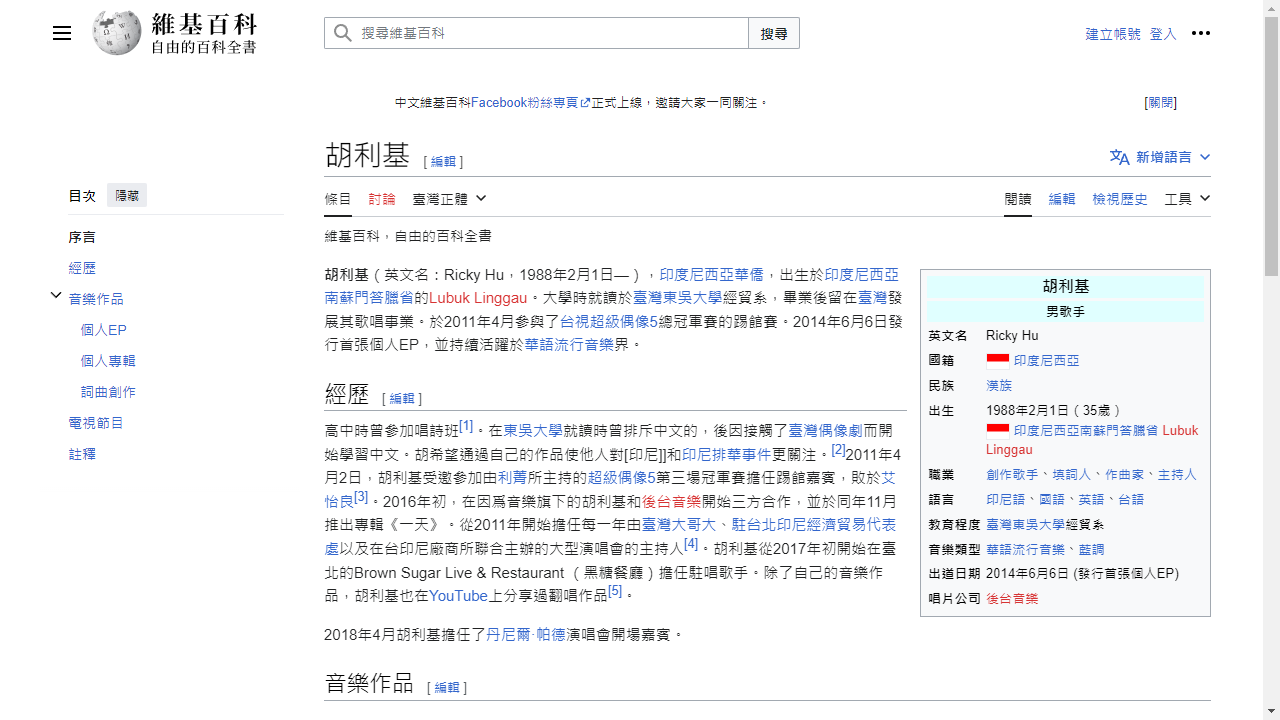 維基百科
自由的百科全書
搜尋維基百科
搜尋
建立帳號 登入
中文維基百科Facebook粉絲專頁正式上線，邀請大家一同關注。
[關閉]
目次 隱藏
序言
經歷
音樂作品
個人EP
個人專輯
詞曲創作
電視節目
註釋
胡利基 [編輯]
新增語言
條目 討論 臺灣正體
閱讀 編輯 檢視歷史 工具
維基百科，自由的百科全書
胡利基（英文名：Ricky Hu，1988年2月1日—），印度尼西亞華僑，出生於印度尼西亞
南蘇門答臘省的Lubuk Linggau。大學時就讀於臺灣東吳大學經貿系，畢業後留在臺灣發
展其歌唱事業。於2011年4月參與了台視超級偶像5總冠軍賽的踢館賽。2014年6月6日發
行首張個人EP，並持續活躍於華語流行音樂界。
胡利基
男歌手
英文名 Ricky Hu
國籍 印度尼西亞
民族 漢族
出生 1988年2月1日（35歲）
印度尼西亞南蘇門答臘省 Lubuk
Linggau
職業 創作歌手、填詞人、作曲家、主持人
語言 印尼語、國語、英語、台語
教育程度 臺灣東吳大學經貿系
音樂類型 華語流行音樂、藍調
出道日期 2014年6月6日 (發行首張個人EP)
唱片公司 後台音樂
經歷 [編輯]
高中時曾參加唱詩班[1]。在東吳大學就讀時曾排斥中文的，後因接觸了臺灣偶像劇而開
始學習中文。胡希望通過自己的作品使他人對[印尼]]和印尼排華事件更關注。[2]2011年4
月2日，胡利基受邀參加由利菁所主持的超級偶像5第三場冠軍賽擔任踢館嘉賓，敗於艾
怡良[3]。2016年初，在因爲音樂旗下的胡利基和後台音樂開始三方合作，並於同年11月
推出專輯《一天》。從2011年開始擔任每一年由臺灣大哥大、駐台北印尼經濟貿易代表
處以及在台印尼廠商所聯合主辦的大型演唱會的主持人[4]。胡利基從2017年初開始在臺
北的Brown Sugar Live & Restaurant （黑糖餐廳）擔任駐唱歌手。除了自己的音樂作
品，胡利基也在YouTube上分享過翻唱作品[5]。
2018年4月胡利基擔任了丹尼爾·帕德演唱會開場嘉賓。
音樂作品 [編輯]